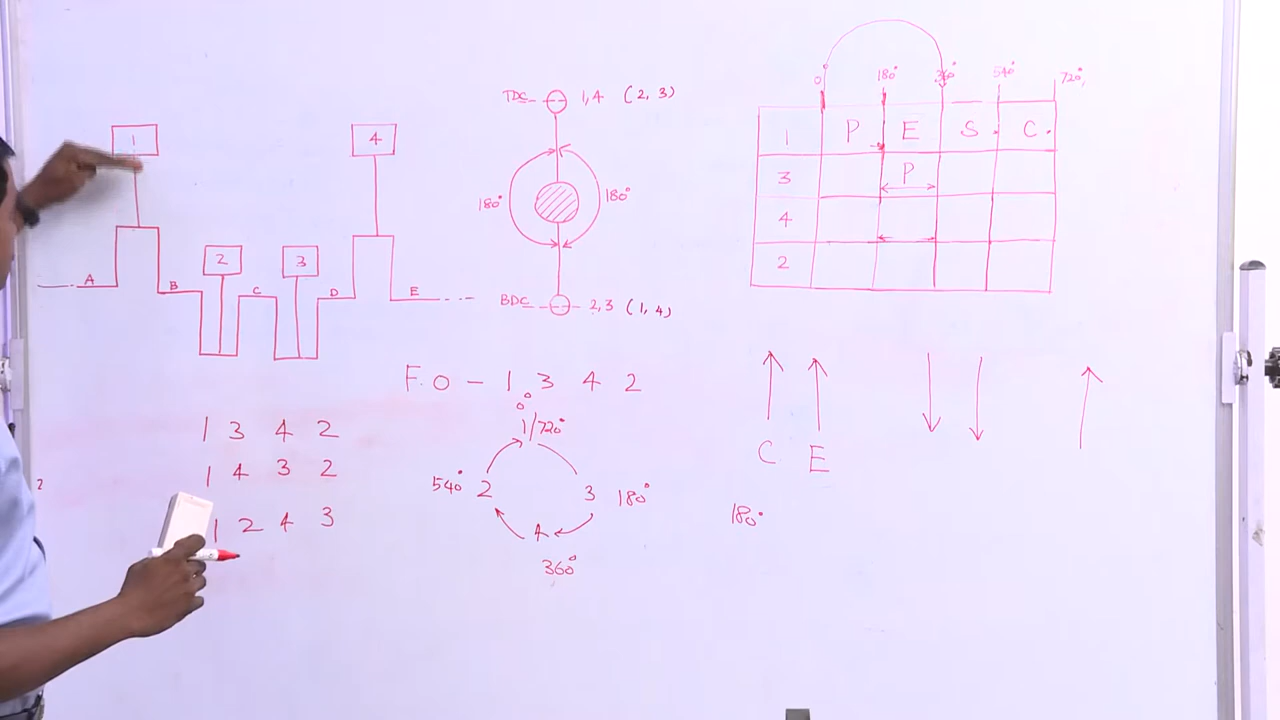 1
4
2
3
A
B
C
D
E
TDC 1,4 (2,3)
180°
180°
BDC 2,3 (1,4)
0° 180° 360° 540° 720°
1 P E S C
3 P
4
2
F.O - 1 3 4 2
1 3 4 2
1 4 3 2
1 2 4 3
2
0°
1/720°
540° 2
3 180°
4
360°
C E
180°